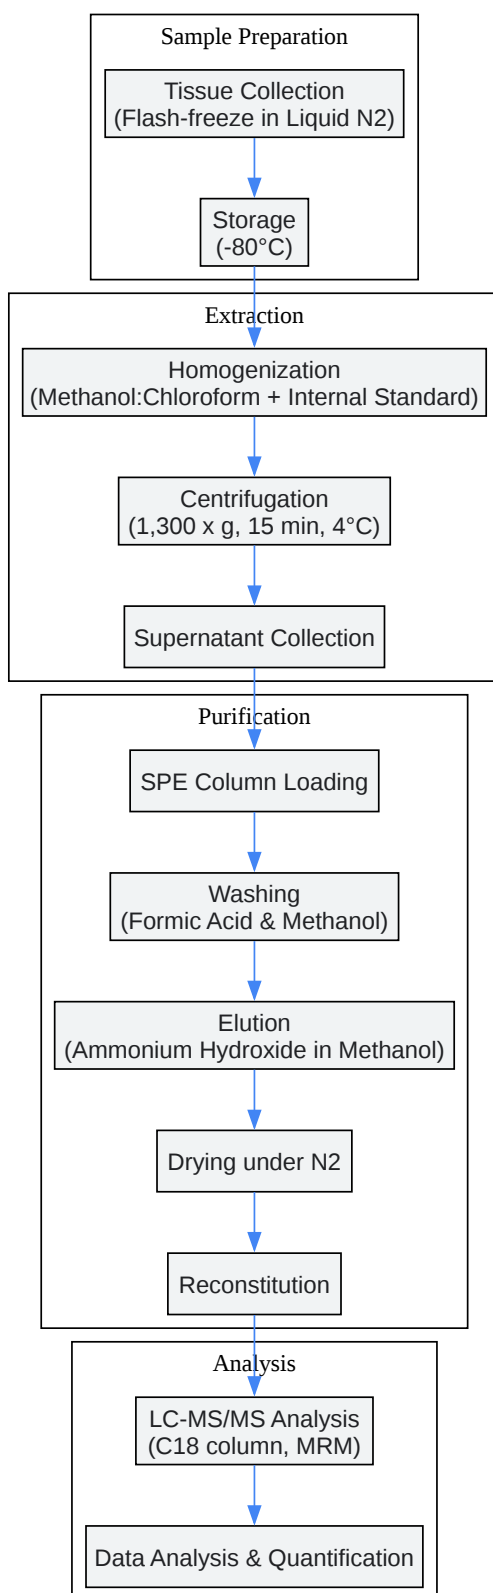 Sample Preparation
Tissue Collection
(Flash-freeze in Liquid N2)
Storage
(-80°C)
Extraction
Homogenization
(Methanol:Chloroform + Internal Standard)
Centrifugation
(1,300 x g, 15 min, 4°C)
Supernatant Collection
Purification
SPE Column Loading
Washing
(Formic Acid & Methanol)
Elution
(Ammonium Hydroxide in Methanol)
Drying under N2
Reconstitution
Analysis
LC-MS/MS Analysis
(C18 column, MRM)
Data Analysis & Quantification